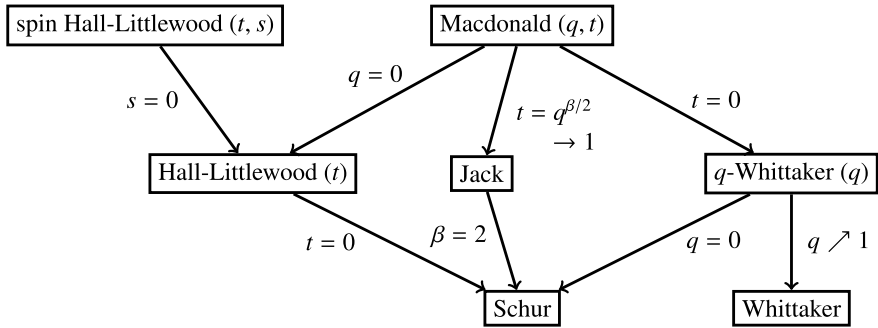 spin Hall-Littlewood (t, s)
Macdonald (q, t)
s = 0
q = 0
t = q^{β/2}
→ 1
t = 0
Hall-Littlewood (t)
Jack
q-Whittaker (q)
t = 0
β = 2
q = 0
q ↗ 1
Schur
Whittaker